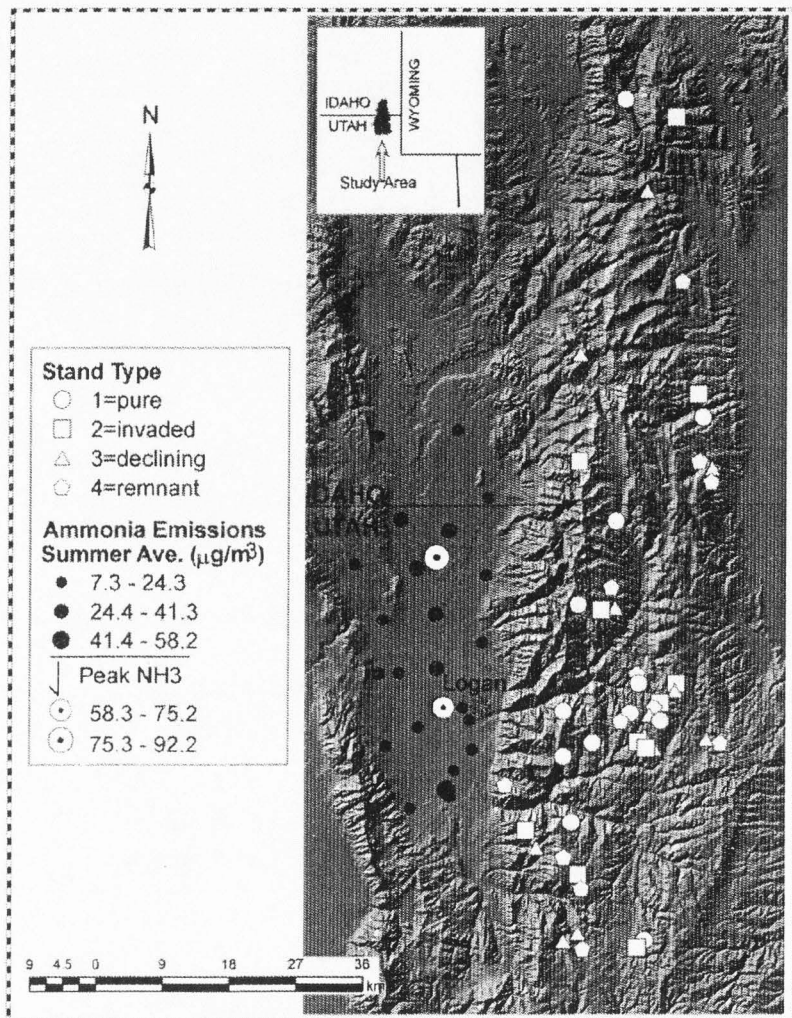 IDAHO
UTAH
WYOMING
Study Area
N
Stand Type
1=pure
2=invaded
3=declining
4=remnant
Ammonia Emissions
Summer Ave. (µg/m³)
7.3 - 24.3
24.4 - 41.3
41.4 - 58.2
Peak NH3
58.3 - 75.2
75.3 - 92.2
IDAHO
UTAH
Logan
9 4.5 0 9 18 27 36
km